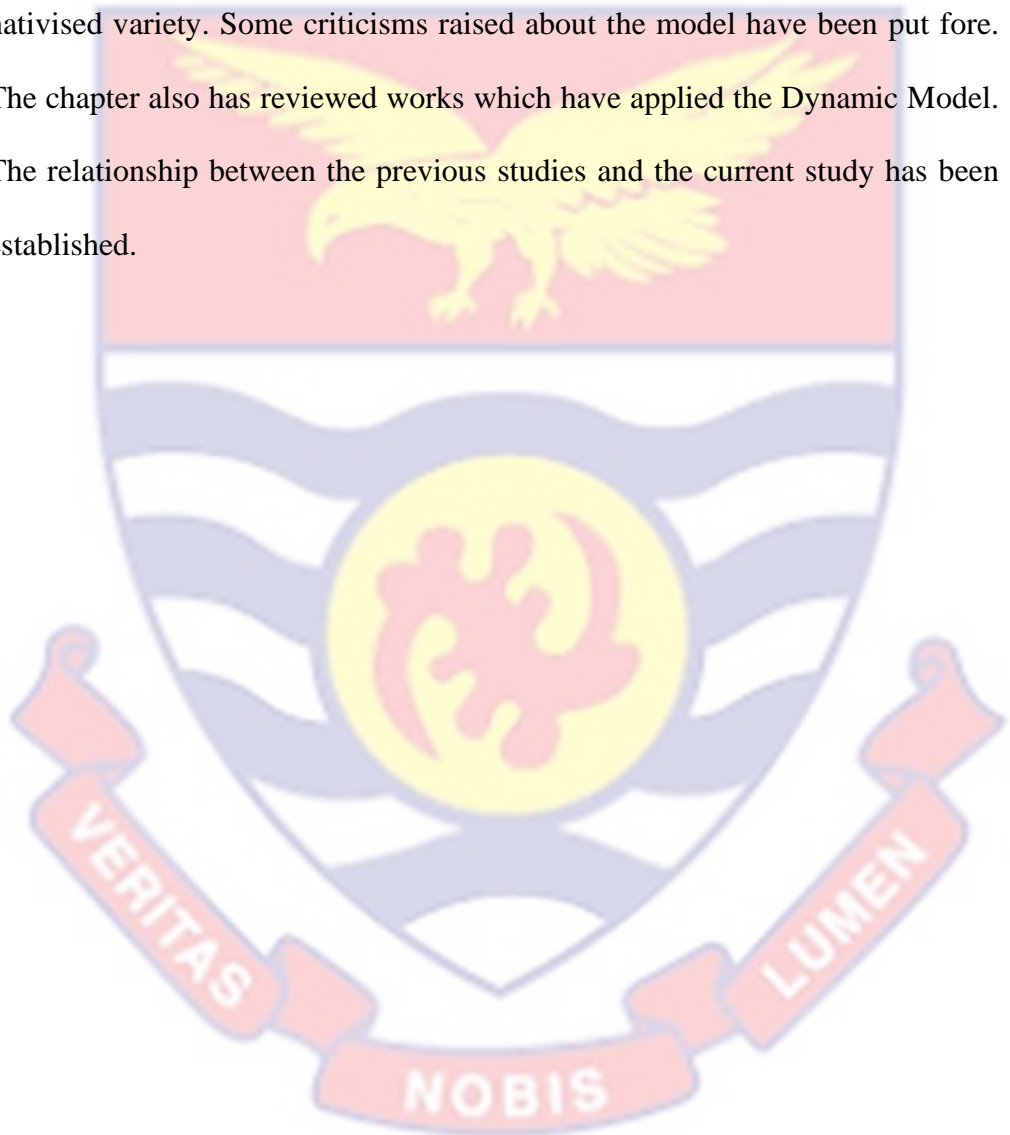 nativised variety. Some criticisms raised about the model have been put fore.
The chapter also has reviewed works which have applied the Dynamic Model.
The relationship between the previous studies and the current study has been
established.
VERITAS
NOBIS
LUMEN